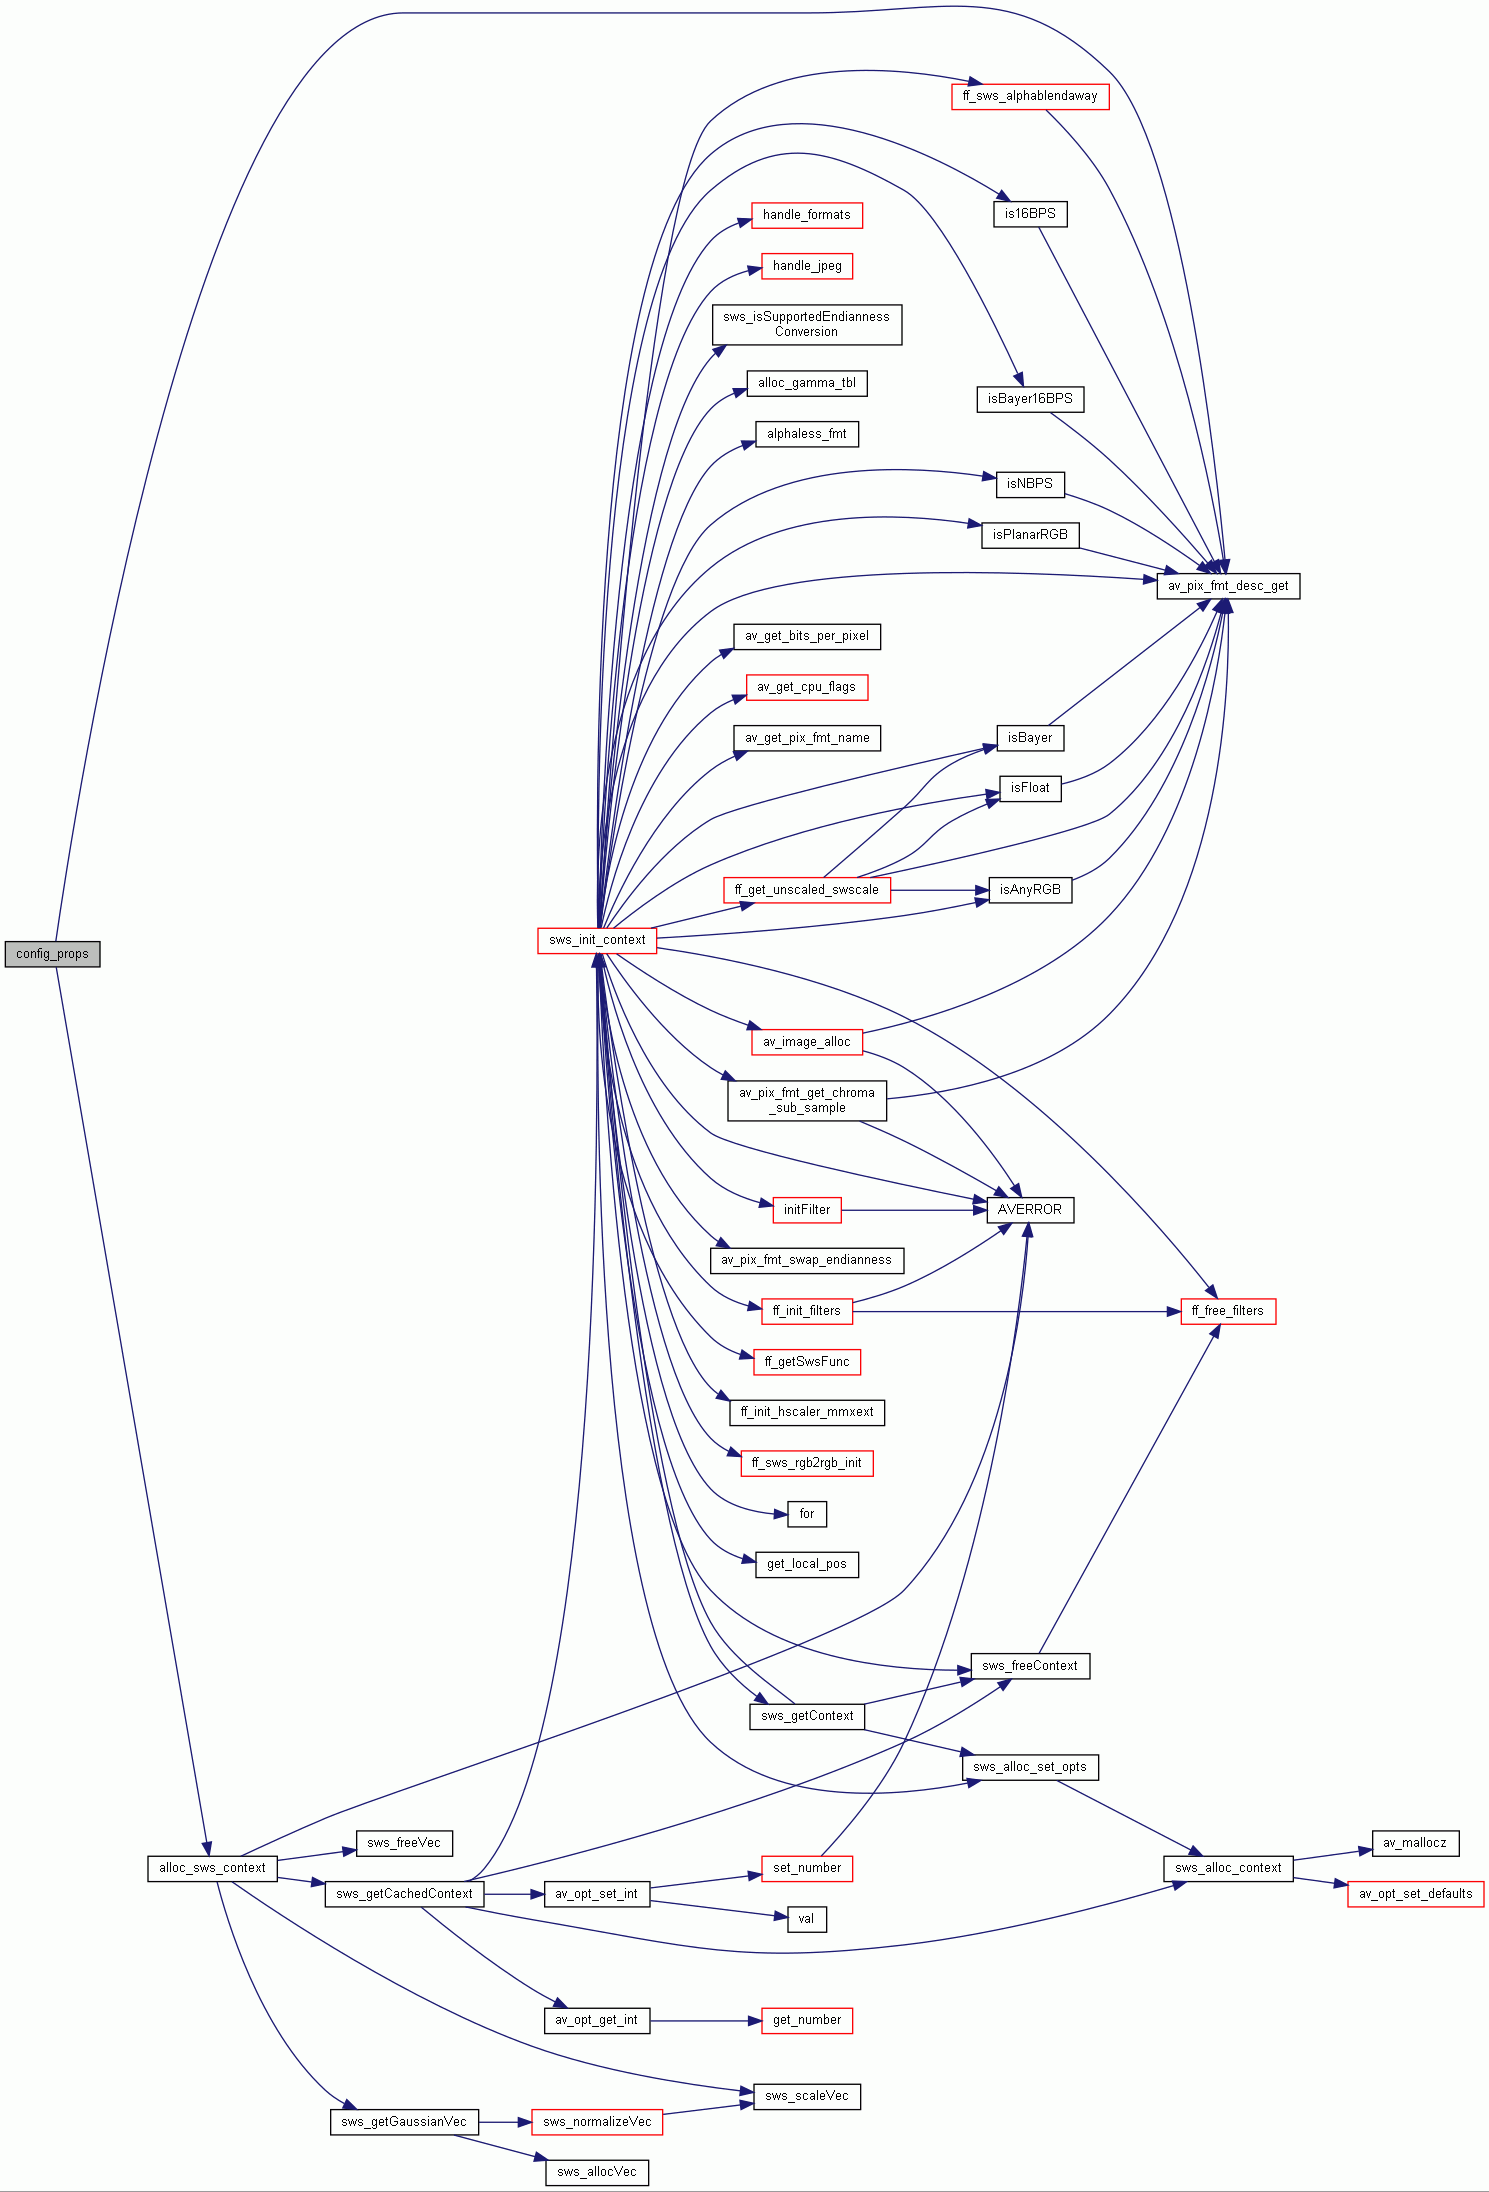 ff_sws_alphablendaway
is16BPS
handle_formats
handle_jpeg
sws_isSupportedEndianness
Conversion
alloc_gamma_tbl
isBayer16BPS
alphaless_fmt
isNBPS
isPlanarRGB
av_pix_fmt_desc_get
av_get_bits_per_pixel
av_get_cpu_flags
av_get_pix_fmt_name
isBayer
isFloat
ff_get_unscaled_swscale
isAnyRGB
sws_init_context
config_props
av_image_alloc
av_pix_fmt_get_chroma
_sub_sample
initFilter
AVERROR
av_pix_fmt_swap_endianness
ff_init_filters
ff_free_filters
ff_getSwsFunc
ff_init_hscaler_mmxext
ff_sws_rgb2rgb_init
for
get_local_pos
sws_freeContext
sws_getContext
sws_alloc_set_opts
sws_freeVec
av_mallocz
alloc_sws_context
set_number
sws_alloc_context
sws_getCachedContext
av_opt_set_int
av_opt_set_defaults
val
av_opt_get_int
get_number
sws_scaleVec
sws_getGaussianVec
sws_normalizeVec
sws_allocVec